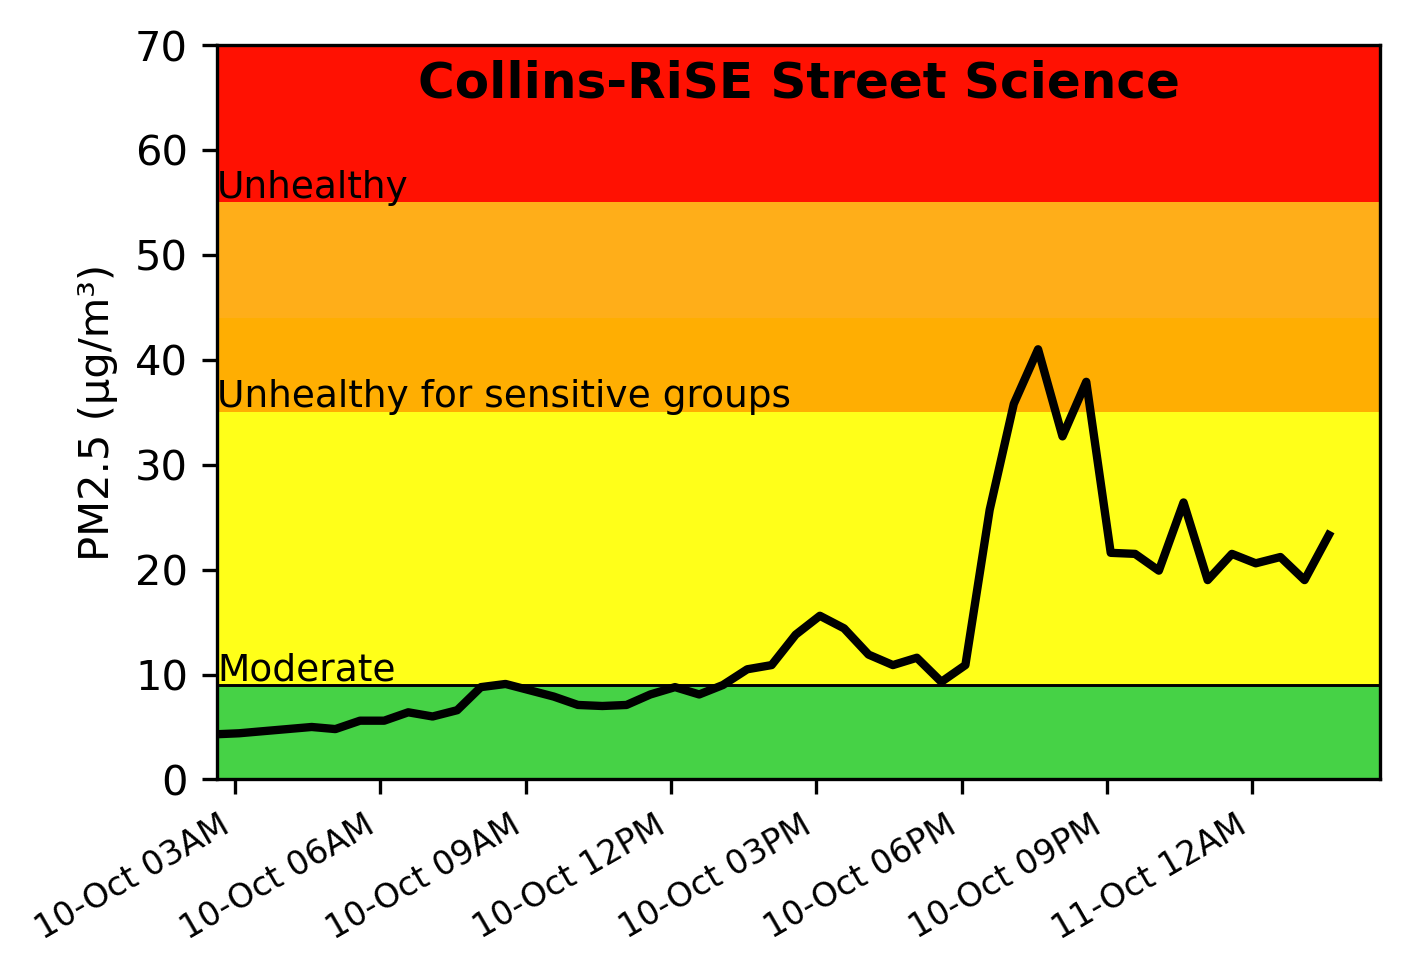 Collins-RiSE Street Science
70
60
Unhealthy
50
40
Unhealthy for sensitive groups
30
20
Moderate
10
0
PM2.5 (µg/m³)
10-Oct 03AM
10-Oct 06AM
10-Oct 09AM
10-Oct 12PM
10-Oct 03PM
10-Oct 06PM
10-Oct 09PM
11-Oct 12AM